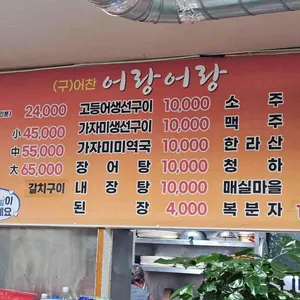 (구)어찬 어랑어랑
24,000 고등어생선구이 10,000 소주
小 45,000 가자미생선구이 10,000 맥주
中 55,000 가자미미역국 10,000 한라산
大 65,000 장어탕 10,000 청하
갈치구이 내장탕 10,000 매실마을
된장 4,000 복분자 1